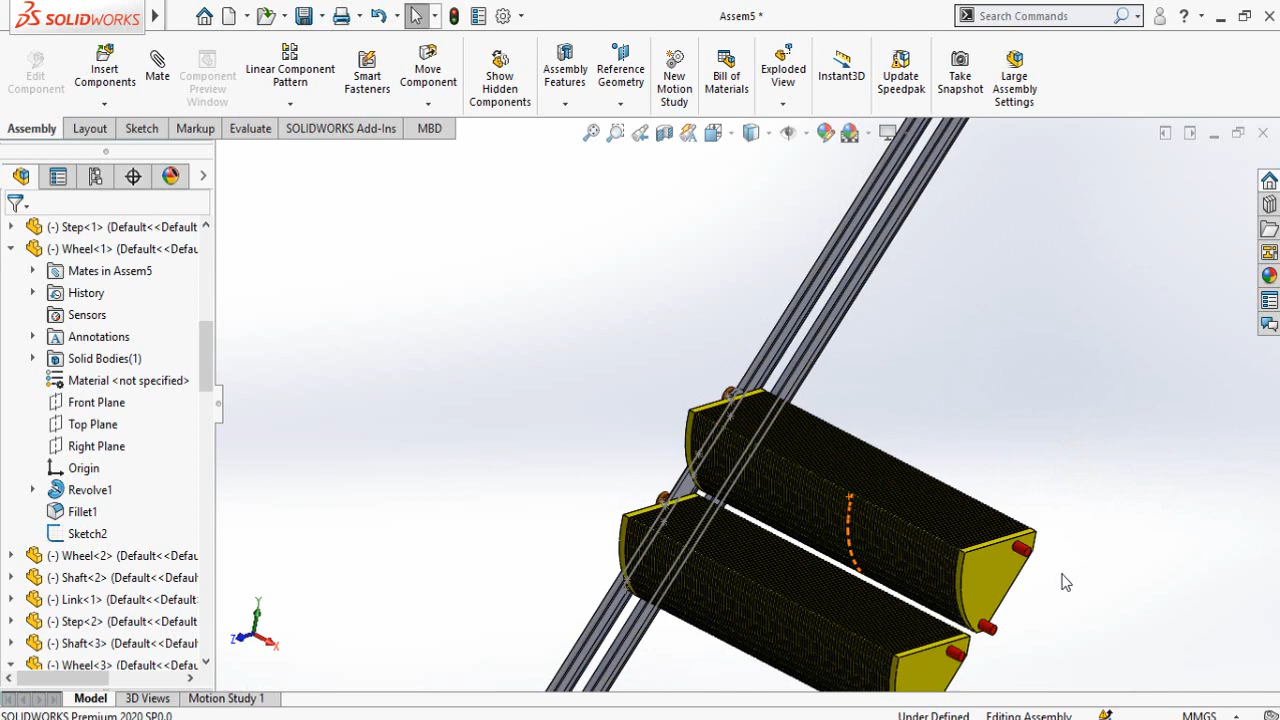 SOLIDWORKS
Assem5 *
Search Commands
?
Edit Component
Insert Components
Mate
Component Preview Window
Linear Component Pattern
Smart Fasteners
Move Component
Show Hidden Components
Assembly Features
Reference Geometry
New Motion Study
Bill of Materials
Exploded View
Instant3D
Update Speedpak
Take Snapshot
Large Assembly Settings
Assembly
Layout
Sketch
Markup
Evaluate
SOLIDWORKS Add-Ins
MBD
(-) Step<1> (Default<<Default
(-) Wheel<1> (Default<<Defau
Mates in Assem5
History
Sensors
Annotations
Solid Bodies(1)
Material <not specified>
Front Plane
Top Plane
Right Plane
Origin
Revolve1
Fillet1
Sketch2
(-) Wheel<2> (Default<<Defau
(-) Shaft<2> (Default<<Default
(-) Link<1> (Default<<Default
(-) Step<2> (Default<<Default
(-) Shaft<3> (Default<<Default
(-) Wheel<3> (Default<<Defau
Y
Z
X
Model
3D Views
Motion Study 1
SOLIDWORKS Premium 2020 SP0.0
Under Defined
Editing Assembly
MMGS